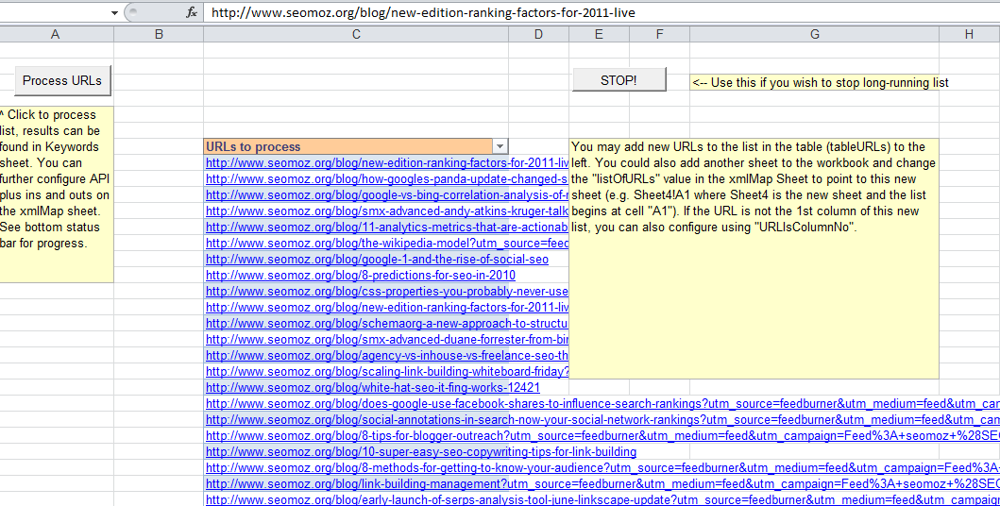 fx http://www.seomoz.org/blog/new-edition-ranking-factors-for-2011-live
A B C D E F G H
Process URLs
STOP!
<-- Use this if you wish to stop long-running list
^ Click to process
list, results can be
found in Keywords
sheet. You can
further configure API
plus ins and outs on
the xmlMap sheet.
See bottom status
bar for progress.
URLs to process
http://www.seomoz.org/blog/new-edition-ranking-factors-for-2011-liv
http://www.seomoz.org/blog/how-googles-panda-update-changed-s
http://www.seomoz.org/blog/google-vs-bing-correlation-analysis-of-r
http://www.seomoz.org/blog/smx-advanced-andy-atkins-kruger-talk
http://www.seomoz.org/blog/11-analytics-metrics-that-are-actionab
http://www.seomoz.org/blog/the-wikipedia-model?utm_source=feed
http://www.seomoz.org/blog/google-1-and-the-rise-of-social-seo
http://www.seomoz.org/blog/8-predictions-for-seo-in-2010
http://www.seomoz.org/blog/css-properties-you-probably-never-use
http://www.seomoz.org/blog/new-edition-ranking-factors-for-2011-liv
http://www.seomoz.org/blog/schemaorg-a-new-approach-to-structu
http://www.seomoz.org/blog/smx-advanced-duane-forrester-from-bin
http://www.seomoz.org/blog/agency-vs-inhouse-vs-freelance-seo-th
http://www.seomoz.org/blog/scaling-link-building-whiteboard-friday?
http://www.seomoz.org/blog/white-hat-seo-it-fing-works-12421
http://www.seomoz.org/blog/does-google-use-facebook-shares-to-influence-search-rankings?utm_source=feedburner&utm_medium=feed&utm_
http://www.seomoz.org/blog/social-annotations-in-search-now-your-social-network-rankings?utm_source=feedburner&utm_medium=feed&utm_cam
http://www.seomoz.org/blog/8-tips-for-blogger-outreach?utm_source=feedburner&utm_medium=feed&utm_campaign=Feed%3A+seomoz+%28SEO
http://www.seomoz.org/blog/10-super-easy-seo-copywriting-tips-for-link-building
http://www.seomoz.org/blog/8-methods-for-getting-to-know-your-audience?utm_source=feedburner&utm_medium=feed&utm_campaign=Feed%3A+
http://www.seomoz.org/blog/link-building-management?utm_source=feedburner&utm_medium=feed&utm_campaign=Feed%3A+seomoz+%28SEO
http://www.seomoz.org/blog/early-launch-of-serps-analysis-tool-june-linkscape-update?utm_source=feedburner&utm_medium=feed&utm_campaign
You may add new URLs to the list in the table (tableURLs) to the
left. You could also add another sheet to the workbook and change
the "listOfURLs" value in the xmlMap Sheet to point to this new
sheet (e.g. Sheet4!A1 where Sheet4 is the new sheet and the list
begins at cell "A1"). If the URL is not the 1st column of this new
list, you can also configure using "URLIsColumnNo".